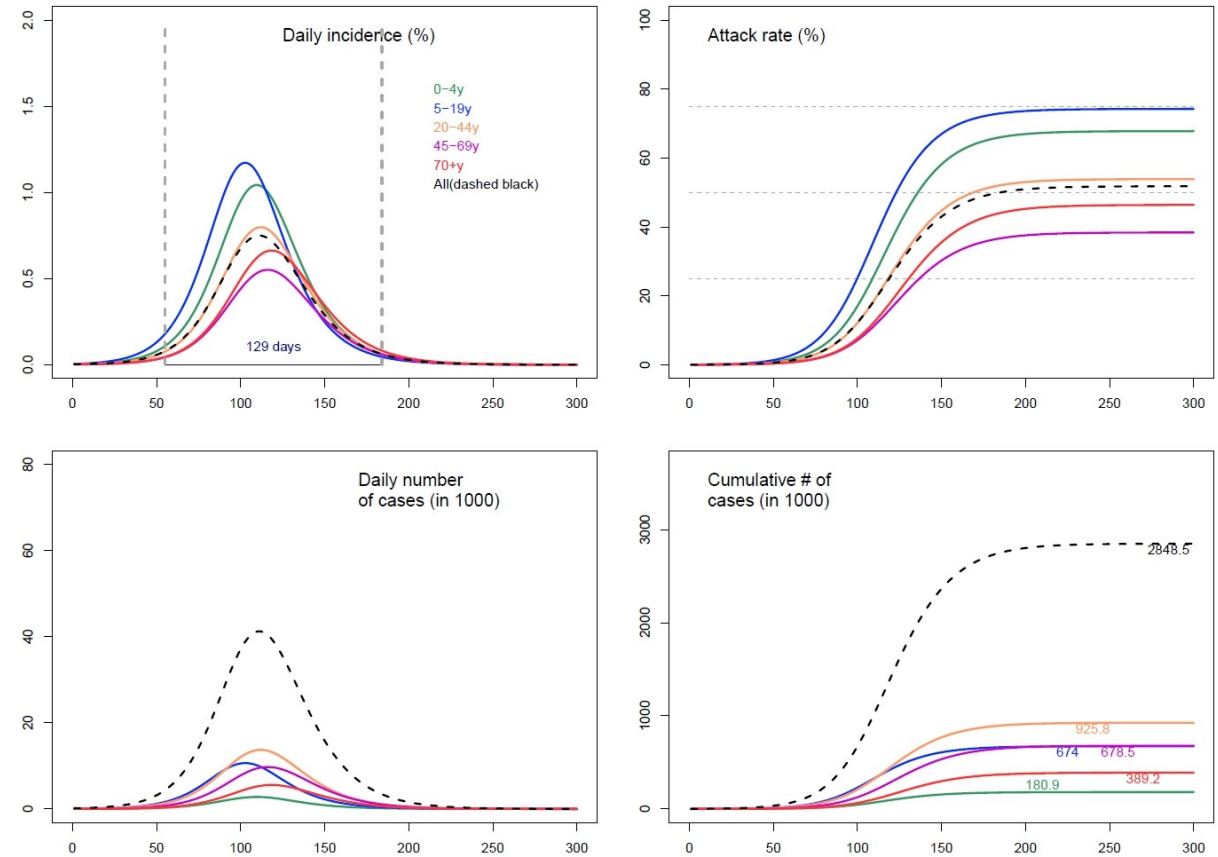 Daily incidence (%)
2.0
1.5
1.0
0.5
0.0
0−4y
5−19y
20−44y
45−69y
70+y
All(dashed black)
129 days
0 50 100 150 200 250 300
Attack rate (%)
100
80
60
40
20
0
0 50 100 150 200 250 300
Daily number
of cases (in 1000)
80
60
40
20
0
0 50 100 150 200 250 300
Cumulative # of
cases (in 1000)
3000
2000
1000
0
2848.5
925.8
674 678.5
389.2
180.9
0 50 100 150 200 250 300